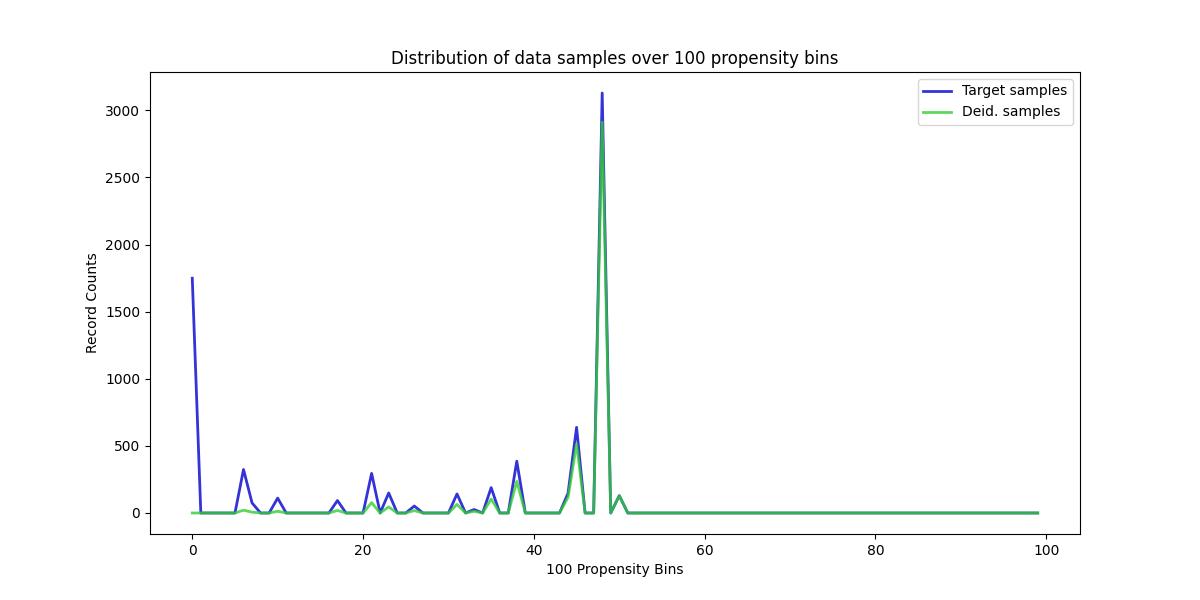 Distribution of data samples over 100 propensity bins
Target samples
Deid. samples
Record Counts
3000
2500
2000
1500
1000
500
0
0 20 40 60 80 100
100 Propensity Bins